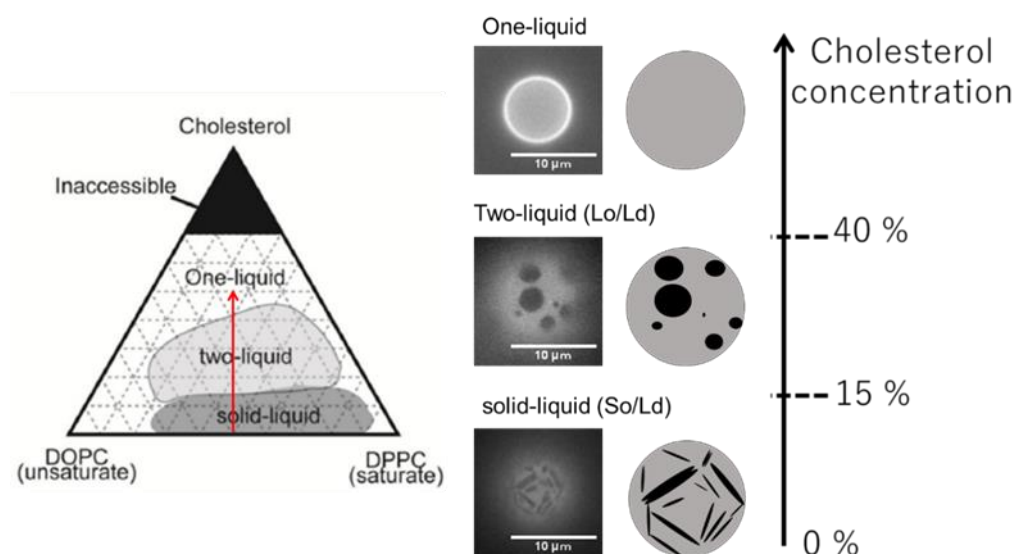 Cholesterol
Inaccessible
One-liquid
two-liquid
solid-liquid
DOPC
(unsaturate)
DPPC
(saturate)
One-liquid
10 µm
Two-liquid (Lo/Ld)
10 µm
solid-liquid (So/Ld)
10 µm
Cholesterol
concentration
40 %
15 %
0 %